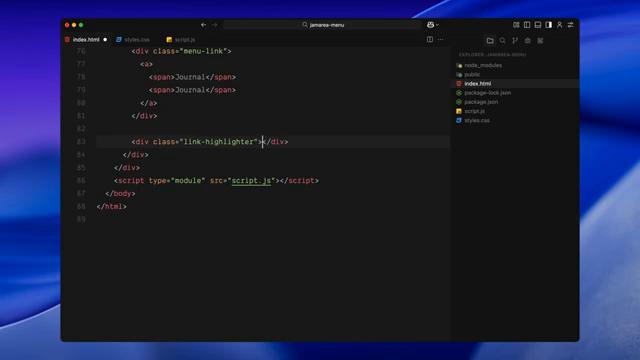 jamarea-menu
index.html
styles.css
script.js
EXPLORER: JAMAREA-MENU
node_modules
public
index.html
package-lock.json
package.json
script.js
styles.css
76 <div class="menu-link">
77 <a>
78 <span>Journal</span>
79 <span>Journal</span>
80 </a>
81 </div>
82
83 <div class="link-highlighter"></div>
84 </div>
85 </div>
86 <script type="module" src="script.js"></script>
87 </body>
88 </html>
89